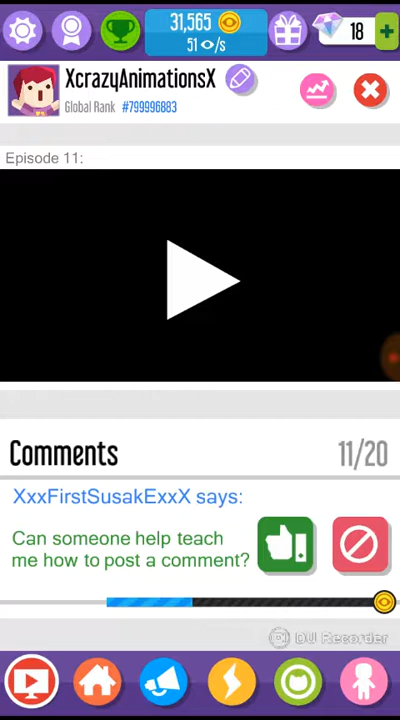 31,565
51 /s
18
XcrazyAnimationsX
Global Rank #799996883
Episode 11:
Comments 11/20
XxxFirstSusakExxX says:
Can someone help teach
me how to post a comment?
DU Recorder